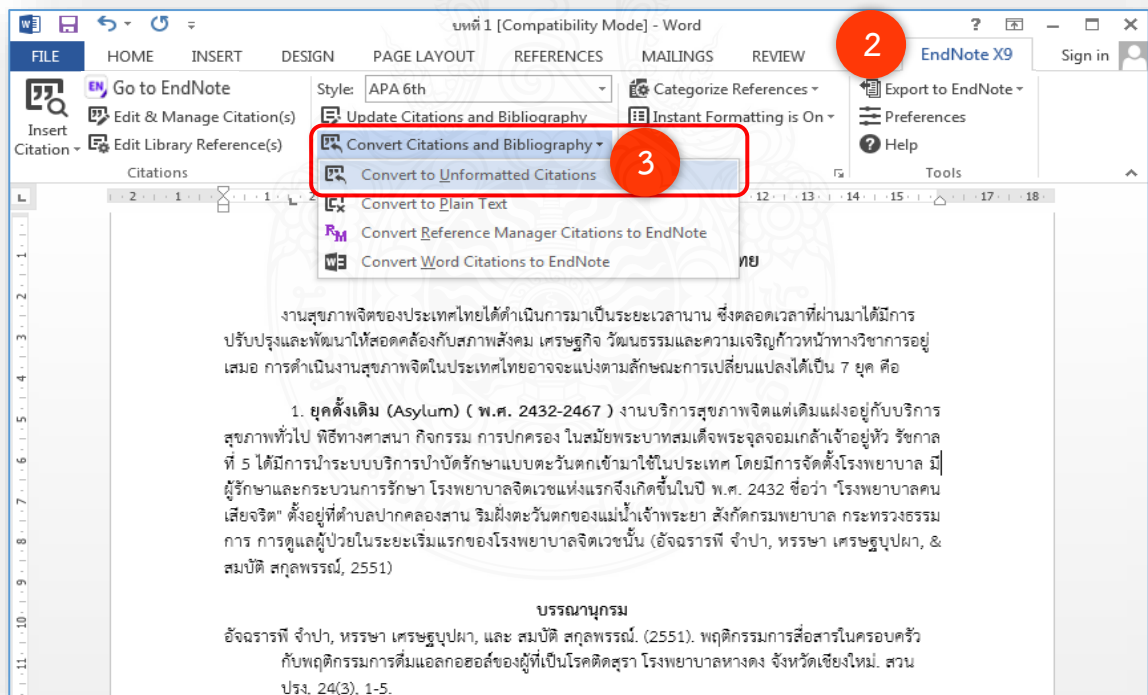 บทที่ 1 [Compatibility Mode] - Word
FILE HOME INSERT DESIGN PAGE LAYOUT REFERENCES MAILINGS REVIEW 2 EndNote X9 Sign in
Insert Citation
Go to EndNote
Edit & Manage Citation(s)
Edit Library Reference(s)
Citations
Style: APA 6th
Update Citations and Bibliography
Convert Citations and Bibliography
3
Convert to Unformatted Citations
Convert to Plain Text
Convert Reference Manager Citations to EndNote
Convert Word Citations to EndNote
Categorize References
Instant Formatting is On
Export to EndNote
Preferences
Help
Tools
2 1 1 2 12 13 14 15 17 18
ทย
งานสุขภาพจิตของประเทศไทยได้ดำเนินการมาเป็นระยะเวลานาน ซึ่งตลอดเวลาที่ผ่านมาได้มีการ
ปรับปรุงและพัฒนาให้สอดคล้องกับสภาพสังคม เศรษฐกิจ วัฒนธรรมและความเจริญก้าวหน้าทางวิชาการอยู่
เสมอ การดำเนินงานสุขภาพจิตในประเทศไทยอาจจะแบ่งตามลักษณะการเปลี่ยนแปลงได้เป็น 7 ยุค คือ
1. ยุคดั้งเดิม (Asylum) ( พ.ศ. 2432-2467 ) งานบริการสุขภาพจิตแต่เดิมแฝงอยู่กับบริการ
สุขภาพทั่วไป พิธีทางศาสนา กิจกรรม การปกครอง ในสมัยพระบาทสมเด็จพระจุลจอมเกล้าเจ้าอยู่หัว รัชกาล
ที่ 5 ได้มีการนำระบบบริการบำบัดรักษาแบบตะวันตกเข้ามาใช้ในประเทศ โดยมีการจัดตั้งโรงพยาบาล มี
ผู้รักษาและกระบวนการรักษา โรงพยาบาลจิตเวชแห่งแรกจึงเกิดขึ้นในปี พ.ศ. 2432 ชื่อว่า "โรงพยาบาลคน
เสียจริต" ตั้งอยู่ที่ตำบลปากคลองสาน ริมฝั่งตะวันตกของแม่น้ำเจ้าพระยา สังกัดกรมพยาบาล กระทรวงธรรม
การ การดูแลผู้ป่วยในระยะเริ่มแรกของโรงพยาบาลจิตเวชนั้น (อัจฉรารพี จำปา, หรรษา เศรษฐบุปผา, &
สมบัติ สกุลพรรณ์, 2551)
บรรณานุกรม
อัจฉรารพี จำปา, หรรษา เศรษฐบุปผา, และ สมบัติ สกุลพรรณ์. (2551). พฤติกรรมการสื่อสารในครอบครัว
กับพฤติกรรมการดื่มแอลกอฮอล์ของผู้ที่เป็นโรคติดสุรา โรงพยาบาลหางดง จังหวัดเชียงใหม่. สวน
ปรุง, 24(3), 1-5.